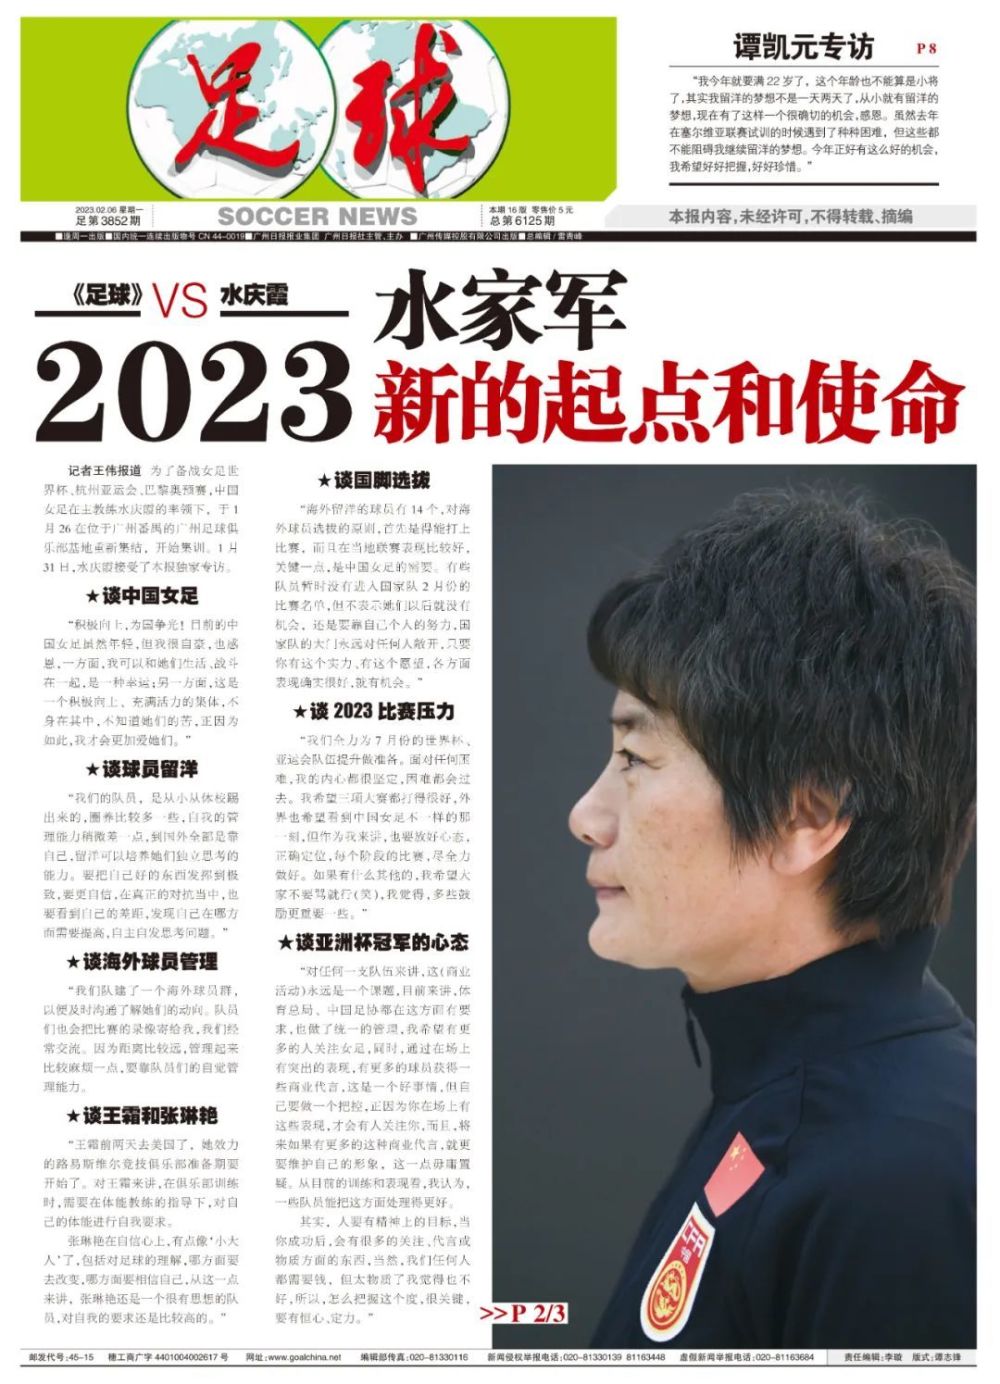 足球
谭凯元专访
P 8
“我今年就要满 22 岁了，这个年龄也不能算是小将
了,其实我留洋的梦想不是一天两天了,从小就有留洋的
梦想,现在有了这样一个很确切的机会,感恩。虽然去年
在塞尔维亚联赛试训的时候遇到了种种困难，但这些都
不能阻碍我继续留洋的梦想。今年正好有这么好的机会，
我希望好好把握,好好珍惜。”
2023.02.06 星期一
足第 3852 期
SOCCER NEWS
本期 16 版 零售价 5 元
总第 6125 期
本报内容,未经许可,不得转载、摘编
■逢周一出版■国内统一连续出版物号 CN 44-0019■广州日报报业集团 广州日报社主管、主办 ■广州传媒控股有限公司出版■总编辑 / 雷青峰
《足球》VS 水庆霞
2023
水家军
新的起点和使命
记者王伟报道 为了备战女足世
界杯、杭州亚运会、巴黎奥预赛,中国
女足在主教练水庆霞的率领下，于 1
月 26 在位于广州番禺的广州足球俱
乐部基地重新集结，开始集训。1 月
31 日,水庆霞接受了本报独家专访。
★谈中国女足
“积极向上,为国争光！目前的中
国女足虽然年轻,但我很自豪，也感
恩,一方面,我可以和她们生活、战斗
在一起,是一种幸运;另一方面,这是
一个积极向上、充满活力的集体,不
身在其中,不知道她们的苦,正因为
如此,我才会更加爱她们。”
★谈球员留洋
“我们的队员，是从小从体校踢
出来的,圈养比较多一些,自我的管
理能力稍微差一点,到国外全部是靠
自己,留洋可以培养她们独立思考的
能力。要把自己好的东西发挥到极
致,要更自信,在真正的对抗当中,也
要看到自己的差距,发现自己在哪方
面需要提高,自主自发思考问题。”
★谈海外球员管理
“我们队建了一个海外球员群,
以便及时沟通了解她们的动向。队员
们也会把比赛的录像寄给我,我们经
常交流。因为距离比较远,管理起来
比较麻烦一点,要靠队员们的自觉管
理能力。
★谈王霜和张琳艳
“王霜前两天去美国了，她效力
的路易斯维尔竞技俱乐部准备期要
开始了。对王霜来讲,在俱乐部训练
时,需要在体能教练的指导下,对自
己的体能进行自我要求。
张琳艳在自信心上,有点像‘小大
人’了,包括对足球的理解,哪方面要
去改变,哪方面要相信自己,从这一点
来讲，张琳艳还是一个很有思想的队
员,对自我的要求还是比较高的。”
★谈国脚选拔
“海外留洋的球员有 14 个,对海
外球员选拔的原则,首先是得能打上
比赛，而且在当地联赛表现比较好,
关键一点,是中国女足的需要。有些
队员暂时没有进入国家队 2 月份的
比赛名单,但不表示她们以后就没有
机会，还是要靠自己个人的努力,国
家队的大门永远对任何人敞开,只要
你有这个实力、有这个愿望,各方面
表现确实很好,就有机会。”
★谈 2023 比赛压力
“我们全力为 7 月份的世界杯、
亚运会队伍提升做准备。面对任何困
难,我的内心都很坚定,困难都会过
去。我希望三项大赛都打得很好,外
界也希望看到中国女足不一样的那
一刻,但作为我来讲,也要放好心态,
正确定位,每个阶段的比赛,尽全力
做好。如果有什么其他的,我希望大
家不要骂就行(笑),我觉得,多些鼓
励更重要一些。”
★谈亚洲杯冠军的心态
“对任何一支队伍来讲,这(商业
活动)永远是一个课题,目前来讲,体
育总局、中国足协都在这方面有要
求,也做了统一的管理,我希望有更
多的人关注女足,同时,通过在场上
有突出的表现,有更多的球员获得一
些商业代言,这是一个好事情,但自
己要做一个把控,正因为你在场上有
这些表现,才会有人关注你,而且,将
来如果有更多的这种商业代言,就更
要维护自己的形象，这一点毋庸置
疑。从目前的训练和表现看,我认为,
一些队员能把这方面处理得更好。
其实，人要有精神上的目标,当
你成功后,会有很多的关注、代言或
物质方面的东西,当然,我们任何人
都需要钱，但太物质了我觉得也不
好,所以,怎么把握这个度,很关键,
要有恒心、定力。”
CFA
中国
>>P 2/3
邮发代号:45-15 穗工商广字 4401004002617 号 网址:www.goalchina.net 编辑部传真:020-81330116 新闻侵权举报电话:020-81330139 81163448 虚假新闻举报电话:020-81163684 责任编辑:李璇 版式:谭志锋